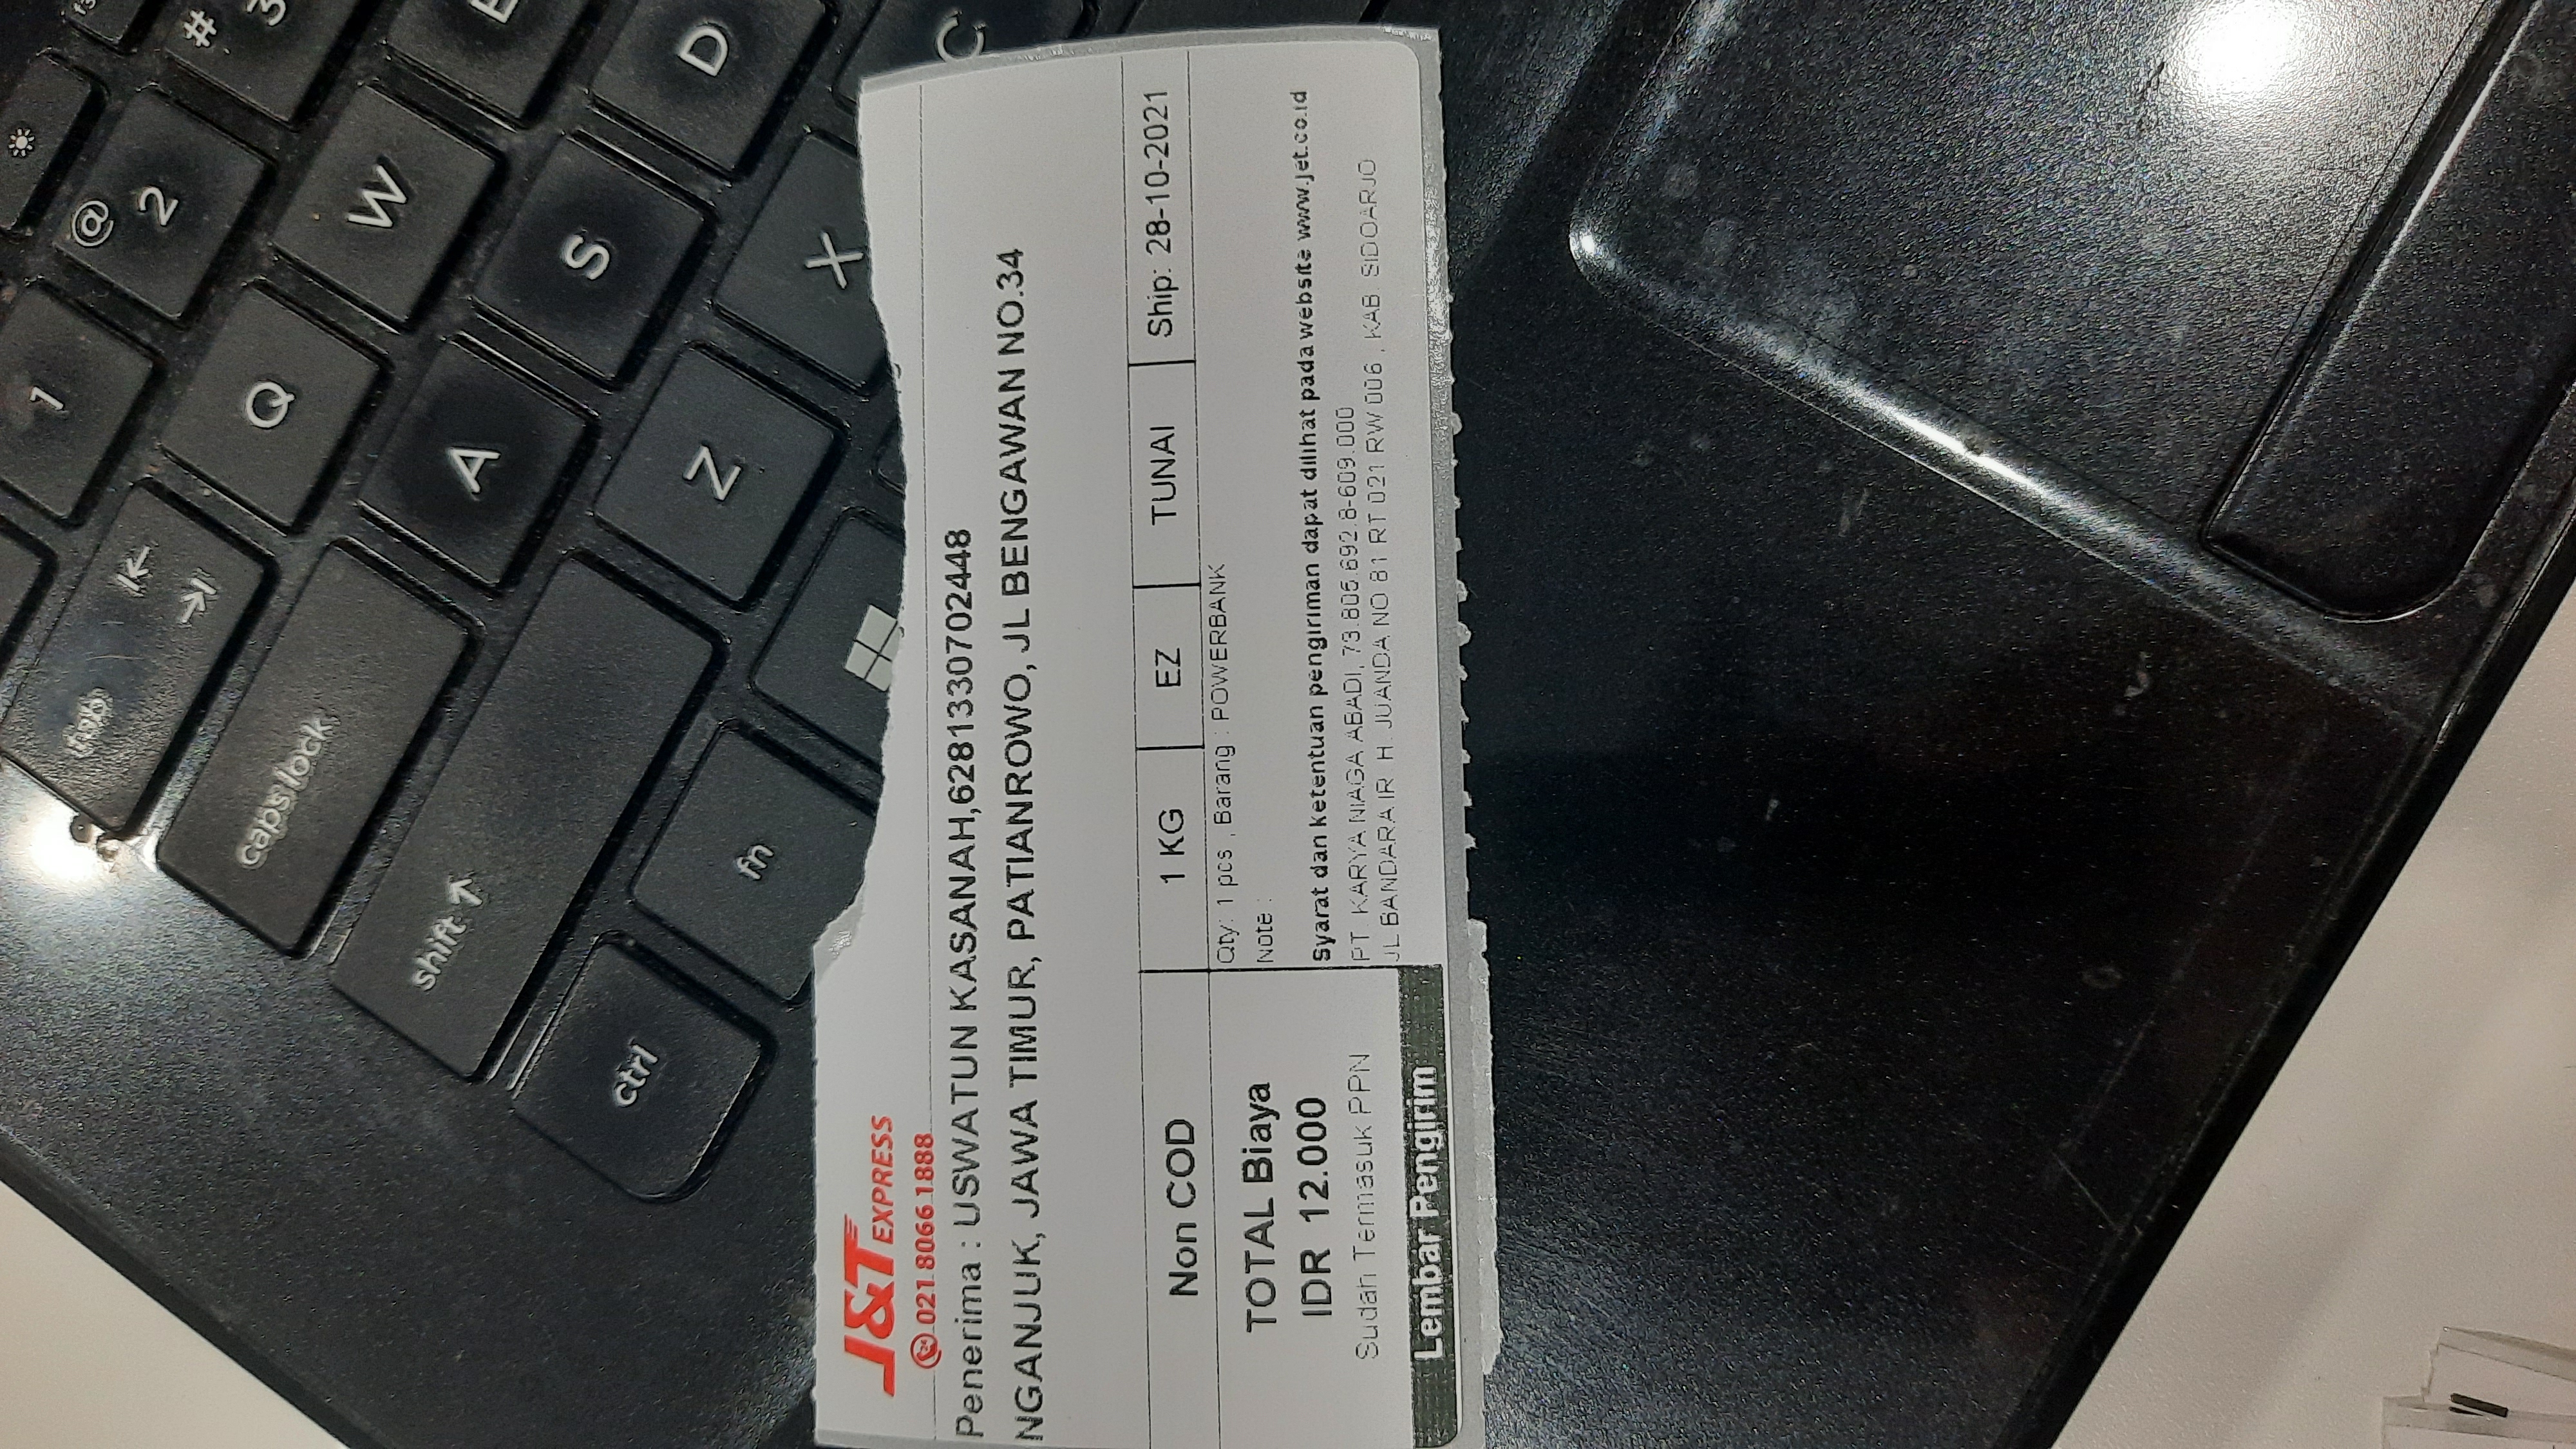 1
@
2
#
3
tab
caps lock
Q
W
shift
A
S
D
ctrl
fn
Z
X
C
J&T EXPRESS
021 8066 1888
Penerima : USWATUN KASANAH,6281330702448
NGANJUK, JAWA TIMUR, PATIANROWO, JL BENGAWAN NO.34
Non COD 1 KG EZ TUNAI Ship: 28-10-2021
Qty: 1 pcs , Barang : POWERBANK
Note :
TOTAL Biaya
IDR 12.000
Sudah Termasuk PPN
Syarat dan ketentuan pengiriman dapat dilihat pada website www.jet.co.id
PT. KARYA NIAGA ABADI, 73.806.692.8-609.000
JL BANDARA IR. H. JUANDA NO 81 RT 021 RW 006 , KAB. SIDOARJO
Lembar Pengirim